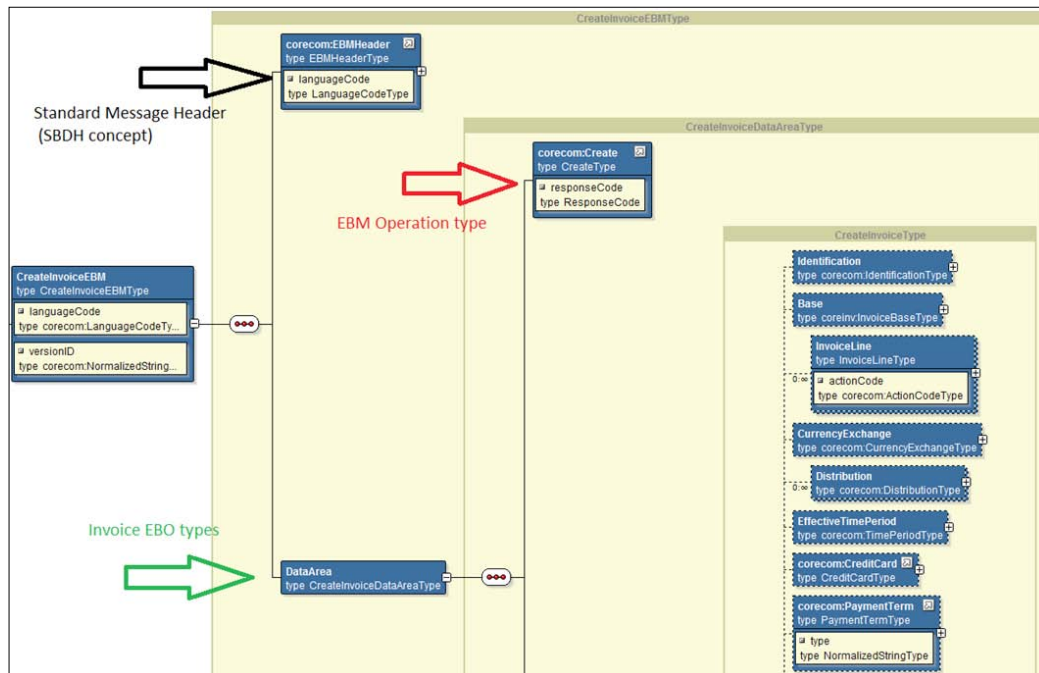 CreateInvoiceEBMType
corecom:EBMHeader
type EBMHeaderType
languageCode
type LanguageCodeType
Standard Message Header
(SBDH concept)
CreateInvoiceDataAreaType
corecom:Create
type CreateType
responseCode
type ResponseCode
EBM Operation type
CreateInvoiceType
CreateInvoiceEBM
type CreateInvoiceEBMType
languageCode
type corecom:LanguageCodeTy...
versionID
type corecom:NormalizedString...
Identification
type corecom:IdentificationType
Base
type coreinv:InvoiceBaseType
InvoiceLine
type InvoiceLineType
0:∞
actionCode
type corecom:ActionCodeType
CurrencyExchange
type corecom:CurrencyExchangeType
Distribution
type corecom:DistributionType
0:∞
Invoice EBO types
EffectiveTimePeriod
type corecom:TimePeriodType
DataArea
type CreateInvoiceDataAreaType
corecom:CreditCard
type CreditCardType
corecom:PaymentTerm
type PaymentTermType
type
type NormalizedStringType